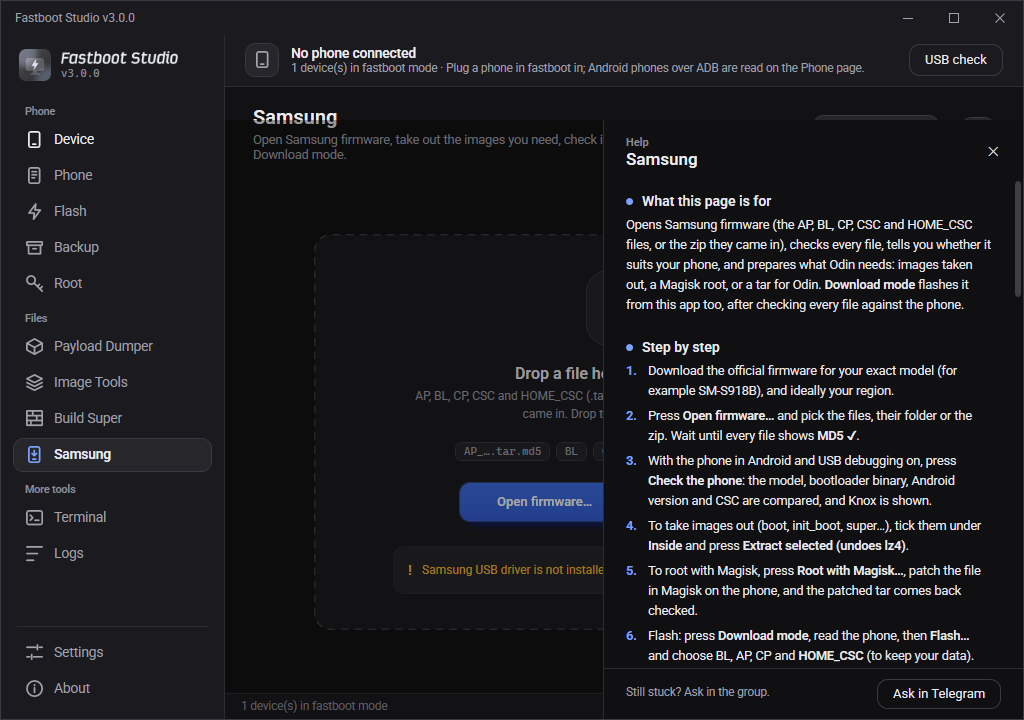 Fastboot Studio v3.0.0
Fastboot Studio
v3.0.0
Phone
Device
Phone
Flash
Backup
Root
Files
Payload Dumper
Image Tools
Build Super
Samsung
More tools
Terminal
Logs
Settings
About
No phone connected
1 device(s) in fastboot mode · Plug a phone in fastboot in; Android phones over ADB are read on the Phone page.
USB check
Samsung
Open Samsung firmware, take out the images you need, check i
Download mode.
Drop a file h
AP, BL, CP, CSC and HOME_CSC (.ta
came in. Drop t
AP_….tar.md5
BL
Open firmware…
! Samsung USB driver is not installe
1 device(s) in fastboot mode
Help
Samsung
What this page is for
Opens Samsung firmware (the AP, BL, CP, CSC and HOME_CSC
files, or the zip they came in), checks every file, tells you whether it
suits your phone, and prepares what Odin needs: images taken
out, a Magisk root, or a tar for Odin. Download mode flashes it
from this app too, after checking every file against the phone.
Step by step
1. Download the official firmware for your exact model (for
example SM-S918B), and ideally your region.
2. Press Open firmware… and pick the files, their folder or the
zip. Wait until every file shows MD5 ✓.
3. With the phone in Android and USB debugging on, press
Check the phone: the model, bootloader binary, Android
version and CSC are compared, and Knox is shown.
4. To take images out (boot, init_boot, super…), tick them under
Inside and press Extract selected (undoes lz4).
5. To root with Magisk, press Root with Magisk…, patch the file
in Magisk on the phone, and the patched tar comes back
checked.
6. Flash: press Download mode, read the phone, then Flash…
and choose BL, AP, CP and HOME_CSC (to keep your data).
Still stuck? Ask in the group.
Ask in Telegram